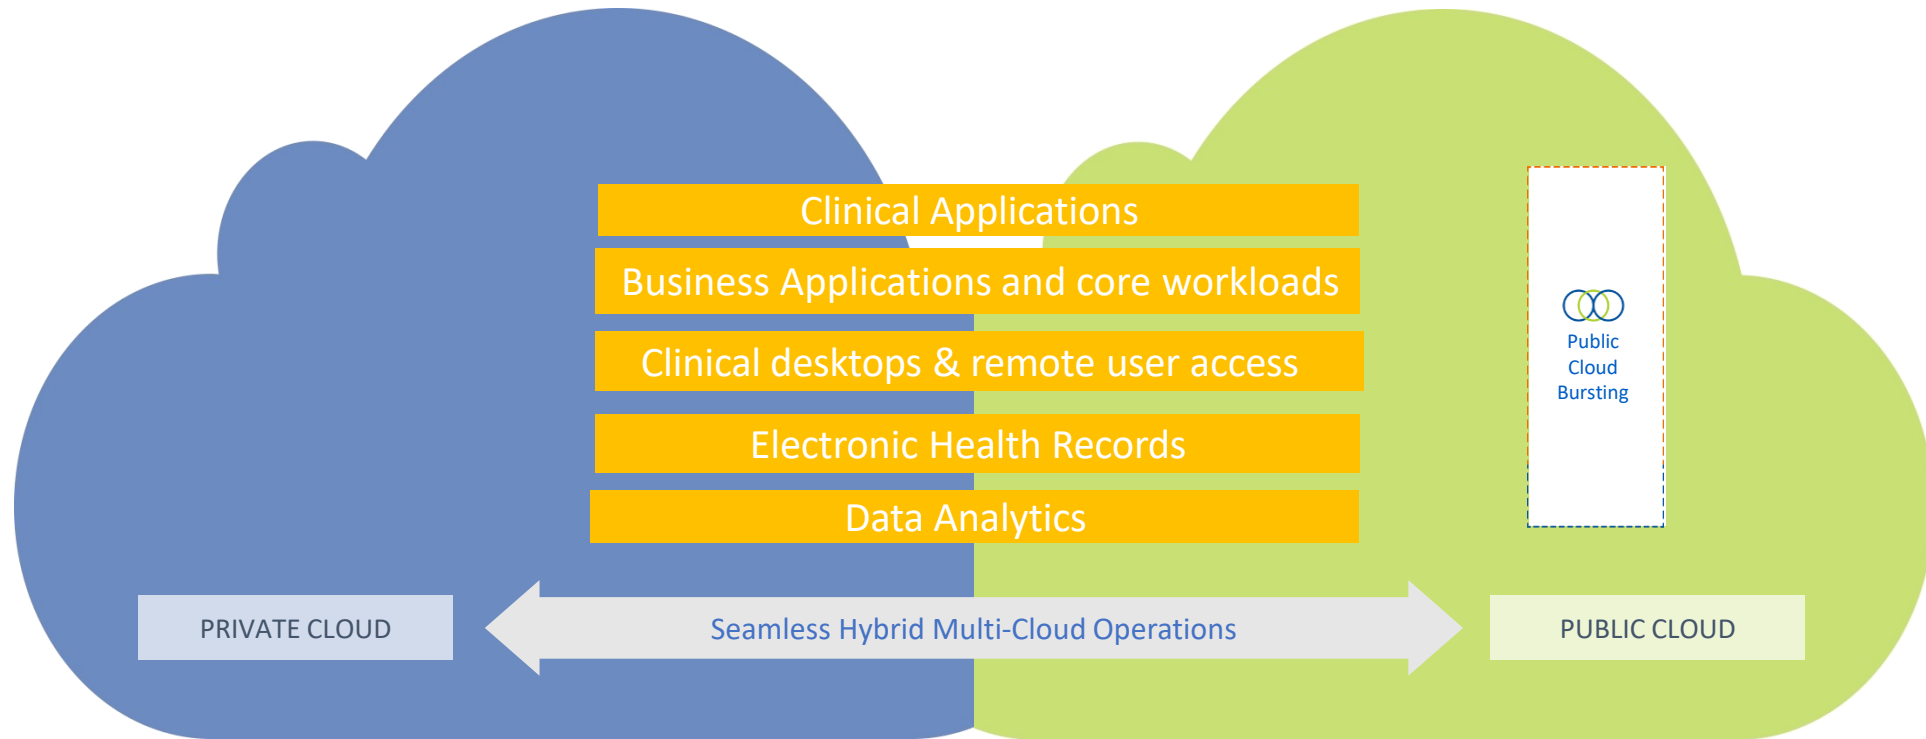 Clinical Applications
Business Applications and core workloads
Clinical desktops & remote user access
Electronic Health Records
Data Analytics
Public
Cloud
Bursting
PRIVATE CLOUD
Seamless Hybrid Multi-Cloud Operations
PUBLIC CLOUD